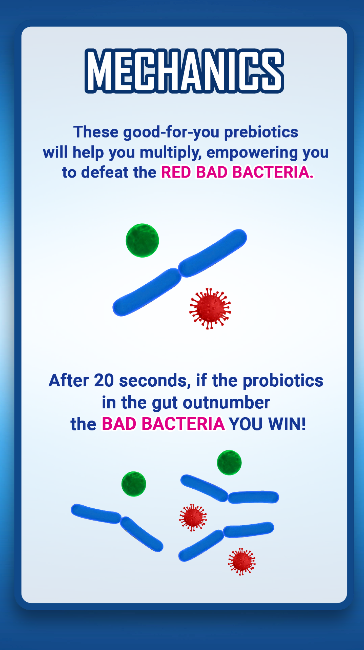 MECHANICS
These good-for-you prebiotics
will help you multiply, empowering you
to defeat the RED BAD BACTERIA.
After 20 seconds, if the probiotics
in the gut outnumber
the BAD BACTERIA YOU WIN!